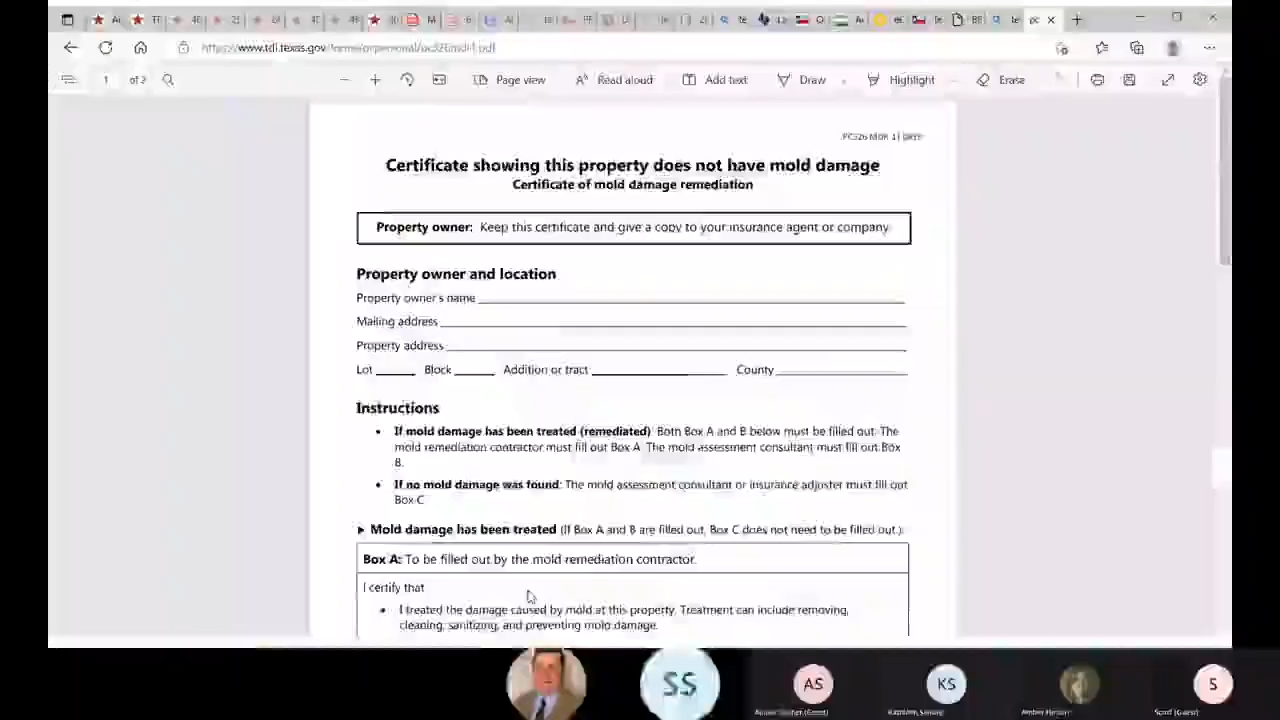 1 of 2
Page view
Read aloud
Add text
Draw
Highlight
Erase
Certificate showing this property does not have mold damage
Certificate of mold damage remediation
Property owner: Keep this certificate and give a copy to your insurance agent or company
Property owner and location
Property owner's name
Mailing address
Property address
Lot Block Addition or tract County
Instructions
• If mold damage has been treated (remediated): Both Box A and B below must be filled out. The
mold remediation contractor must fill out Box A. The mold assessment consultant must fill out Box
B.
• If no mold damage was found: The mold assessment consultant or insurance adjuster must fill out
Box C
Mold damage has been treated (If Box A and B are filled out, Box C does not need to be filled out.)
Box A: To be filled out by the mold remediation contractor.
I certify that
• I treated the damage caused by mold at this property. Treatment can include removing,
cleaning, sanitizing, and preventing mold damage.
SS
AS
KS
S